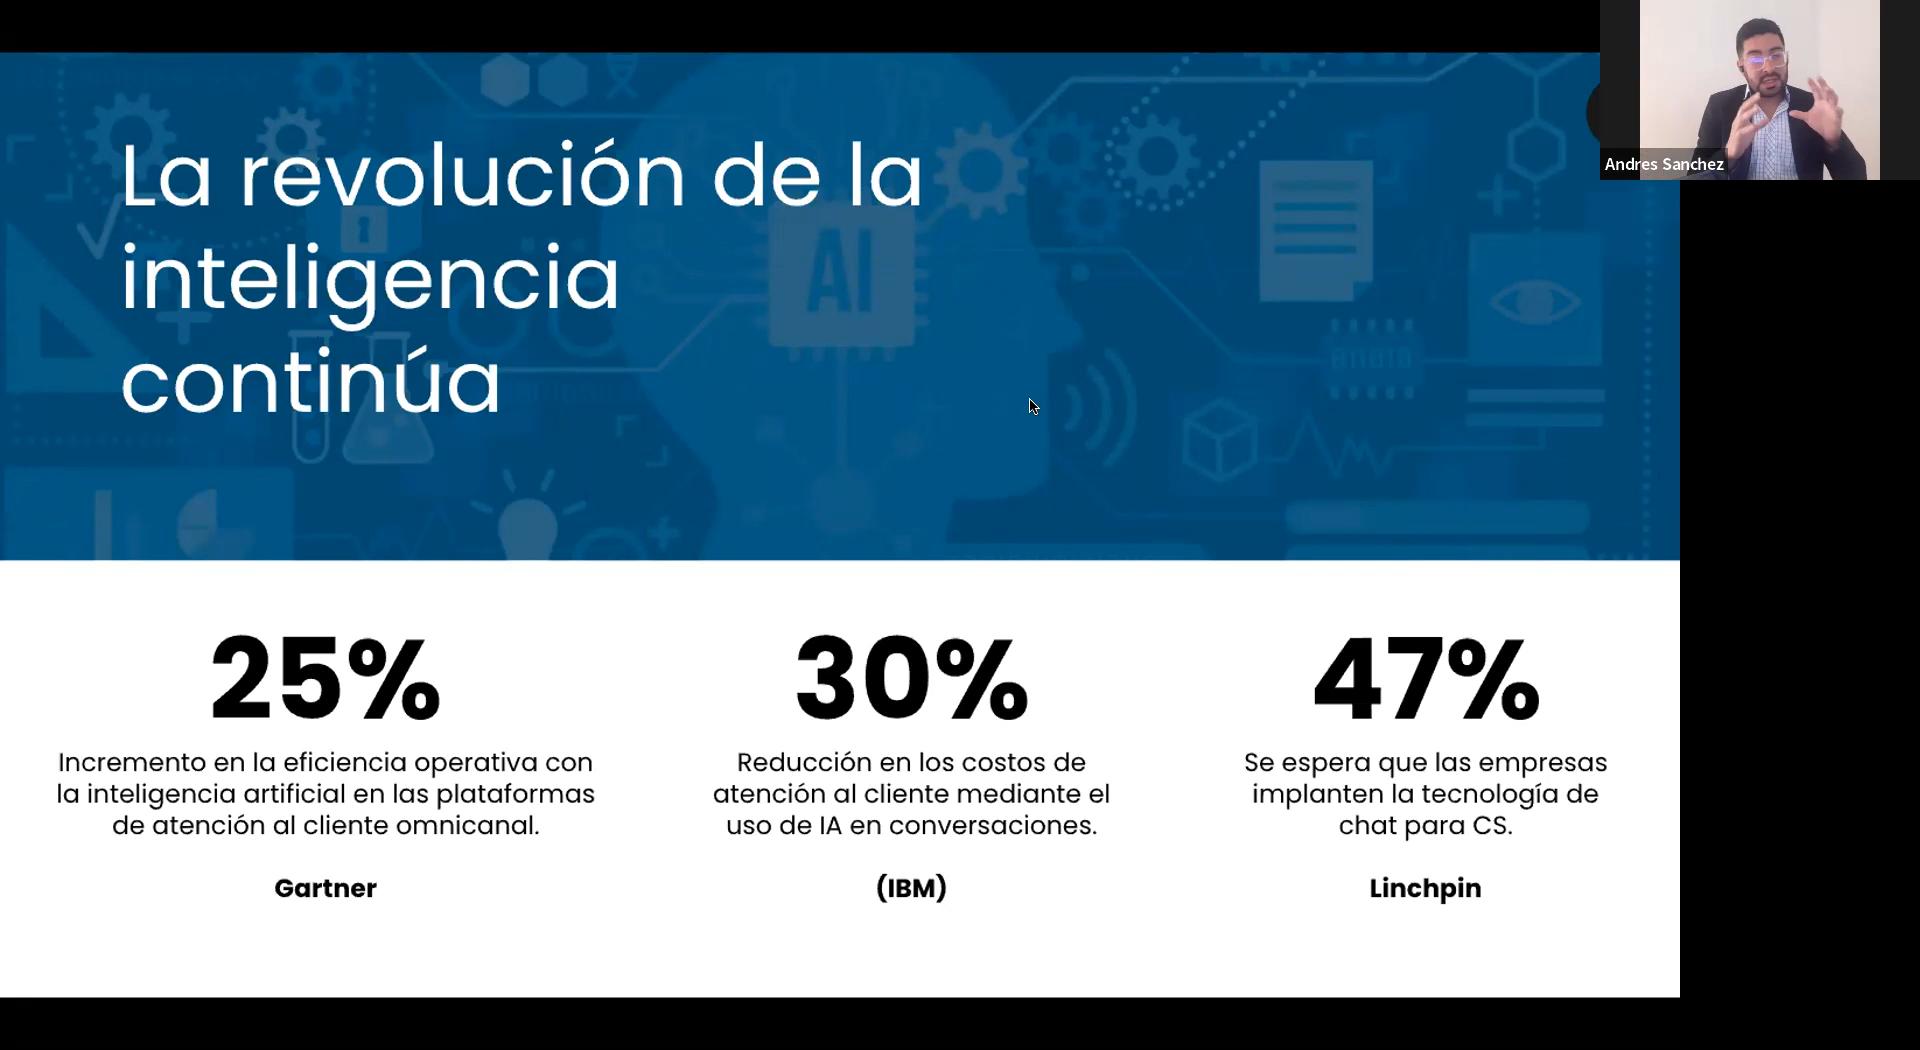 La revolución de la
inteligencia
continúa
AI
Andres Sanchez
25%
Incremento en la eficiencia operativa con
la inteligencia artificial en las plataformas
de atención al cliente omnicanal.
Gartner
30%
Reducción en los costos de
atención al cliente mediante el
uso de IA en conversaciones.
(IBM)
47%
Se espera que las empresas
implanten la tecnología de
chat para CS.
Linchpin